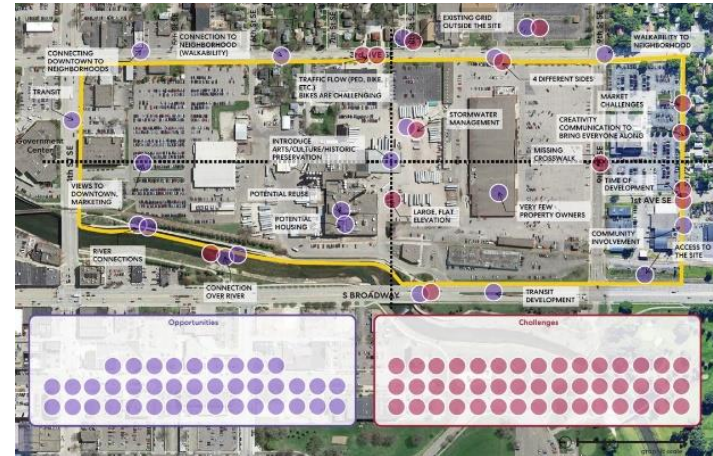 EXISTING GRID
OUTSIDE THE SITE
WALKABILITY TO
NEIGHBORHOOD
CONNECTION TO
NEIGHBORHOOD
(WALKABILITY)
CONNECTING
DOWNTOWN TO
NEIGHBORHOODS
TRANSIT
TRAFFIC FLOW (PED, BIKE,
ETC.)
BIKES ARE CHALLENGING
4 DIFFERENT SIDES
MARKET
CHALLENGES
STORMWATER
MANAGEMENT
CREATIVITY
COMMUNICATION TO
BRING EVERYONE ALONG
Government
Center
INTRODUCE
ARTS/CULTURE/HISTORIC
PRESERVATION
MISSING
CROSSWALK
VIEWS TO
DOWNTOWN,
MARKETING
POTENTIAL REUSE
POTENTIAL
HOUSING
LARGE, FLAT
ELEVATION
VERY FEW
PROPERTY OWNERS
TIME OF
DEVELOPMENT
1st AVE SE
COMMUNITY
INVOLVEMENT
ACCESS TO
THE SITE
RIVER
CONNECTIONS
CONNECTION
OVER RIVER
S BROADWAY
TRANSIT
DEVELOPMENT
Opportunities
Challenges